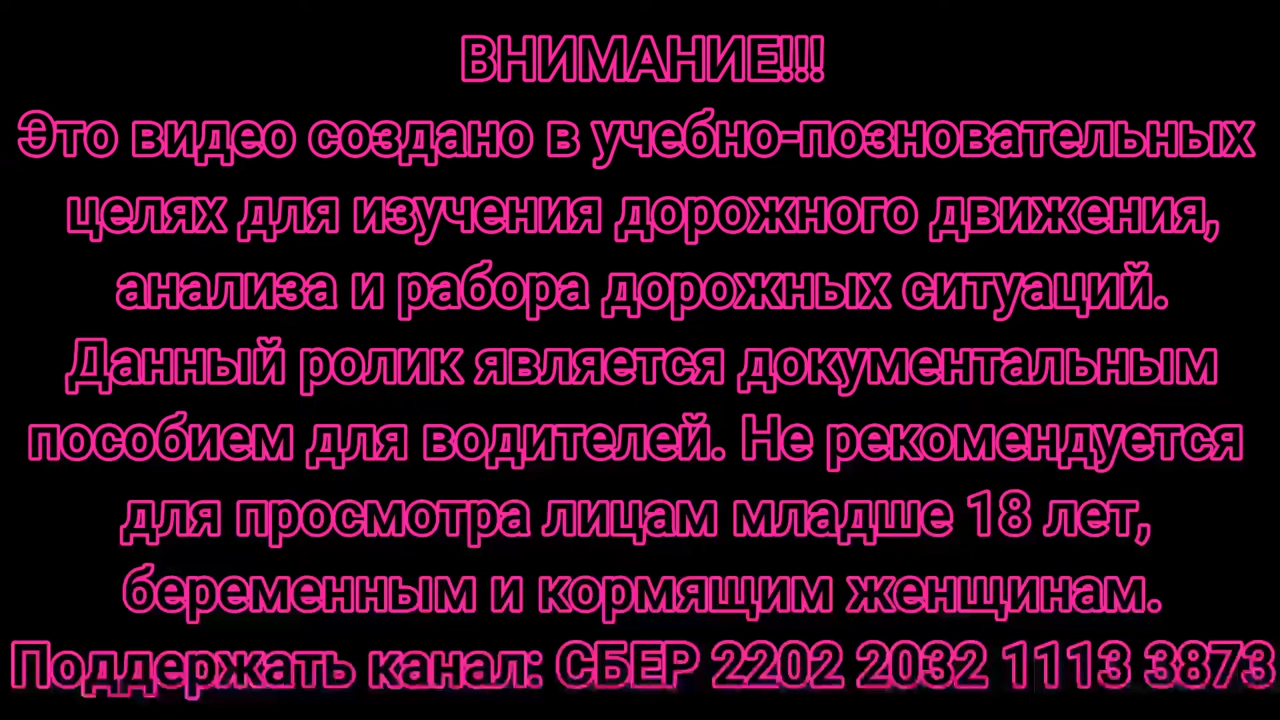 ВНИМАНИЕ!!!
Это видео создано в учебно-позновательных
целях для изучения дорожного движения,
анализа и рабора дорожных ситуаций.
Данный ролик является документальным
пособием для водителей. Не рекомендуется
для просмотра лицам младше 18 лет,
беременным и кормящим женщинам.
Поддержать канал: СБЕР 2202 2032 1113 3873